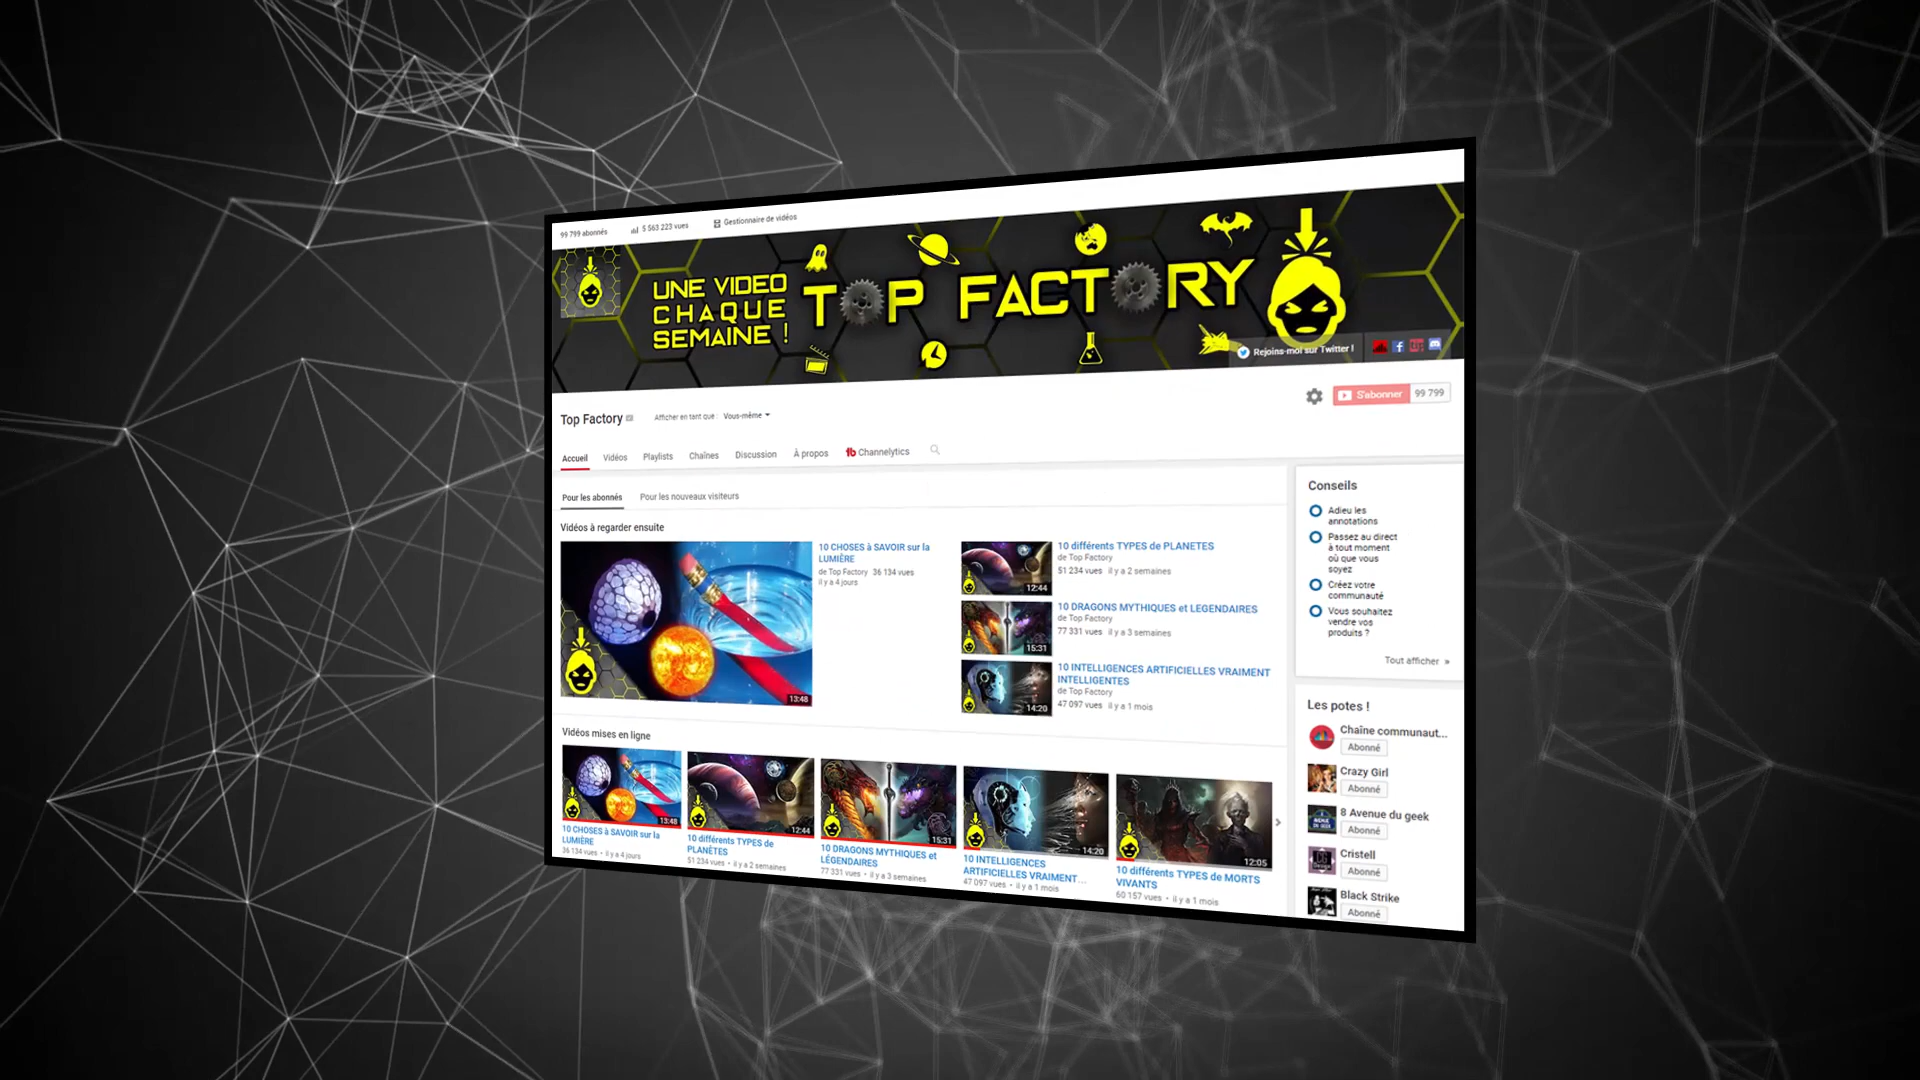 99 799 abonnés
5 563 223 vues
Gestionnaire de vidéos
UNE VIDEO
CHAQUE
SEMAINE !
TOP FACTORY
Rejoins-moi sur Twitter !
Top Factory
Afficher en tant que : Vous-même
S'abonner 99 799
Accueil Vidéos Playlists Chaînes Discussion À propos Channelytics
Pour les abonnés Pour les nouveaux visiteurs
Vidéos à regarder ensuite
13:48
10 CHOSES à SAVOIR sur la
LUMIÈRE
de Top Factory 36 134 vues
il y a 4 jours
12:44
10 différents TYPES de PLANETES
de Top Factory
51 234 vues il y a 2 semaines
15:31
10 DRAGONS MYTHIQUES et LEGENDAIRES
de Top Factory
77 331 vues il y a 3 semaines
14:20
10 INTELLIGENCES ARTIFICIELLES VRAIMENT
INTELLIGENTES
de Top Factory
47 097 vues il y a 1 mois
Vidéos mises en ligne
13:48
10 CHOSES à SAVOIR sur la
LUMIÈRE
36 134 vues • il y a 4 jours
12:44
10 différents TYPES de
PLANÈTES
51 234 vues • il y a 2 semaines
15:31
10 DRAGONS MYTHIQUES et
LÉGENDAIRES
77 331 vues • il y a 3 semaines
14:20
10 INTELLIGENCES
ARTIFICIELLES VRAIMENT...
47 097 vues • il y a 1 mois
12:05
10 différents TYPES de MORTS
VIVANTS
60 157 vues • il y a 1 mois
Conseils
Adieu les
annotations
Passez au direct
à tout moment
où que vous
soyez
Créez votre
communauté
Vous souhaitez
vendre vos
produits ?
Tout afficher »
Les potes !
Chaîne communaut...
Abonné
Crazy Girl
Abonné
8 Avenue du geek
Abonné
Cristell
Abonné
Black Strike
Abonné